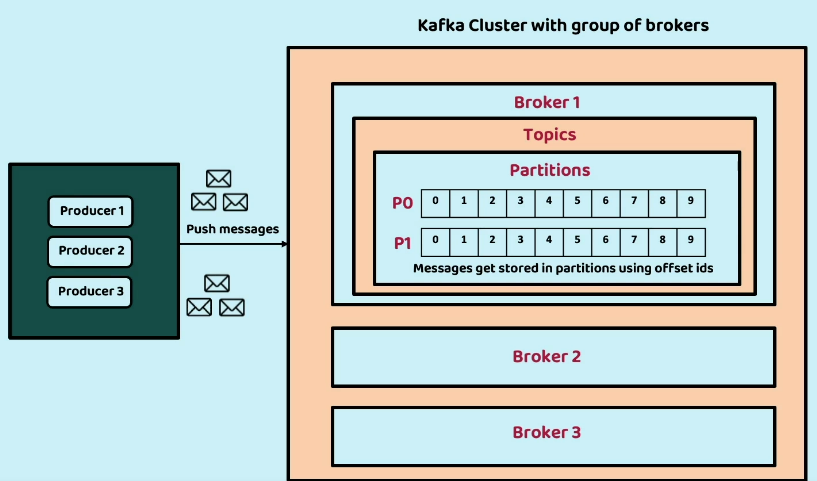 Kafka Cluster with group of brokers
Broker 1
Topics
Partitions
P0 0 1 2 3 4 5 6 7 8 9
P1 0 1 2 3 4 5 6 7 8 9
Messages get stored in partitions using offset ids
Producer 1
Producer 2
Producer 3
Push messages
Broker 2
Broker 3